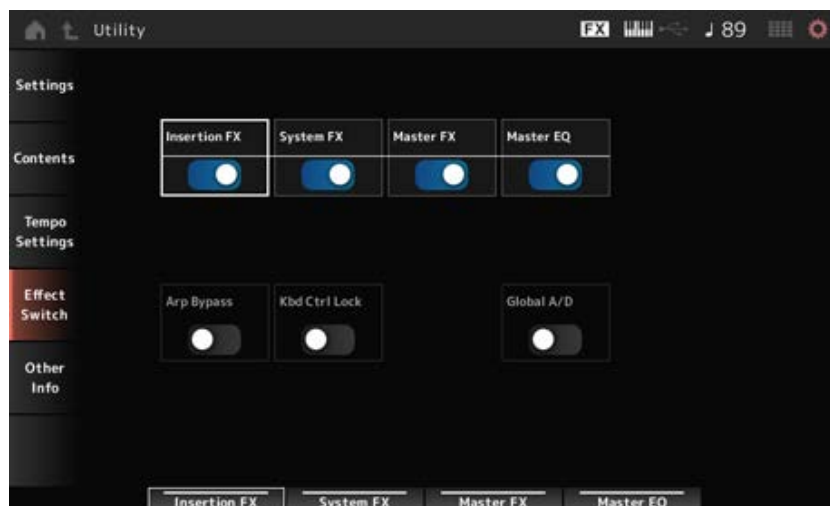 Utility
FX
♩ 89
Settings
Contents
Tempo
Settings
Effect
Switch
Other
Info
Insertion FX
System FX
Master FX
Master EQ
Arp Bypass
Kbd Ctrl Lock
Global A/D
Insertion FX
System FX
Master FX
Master EQ